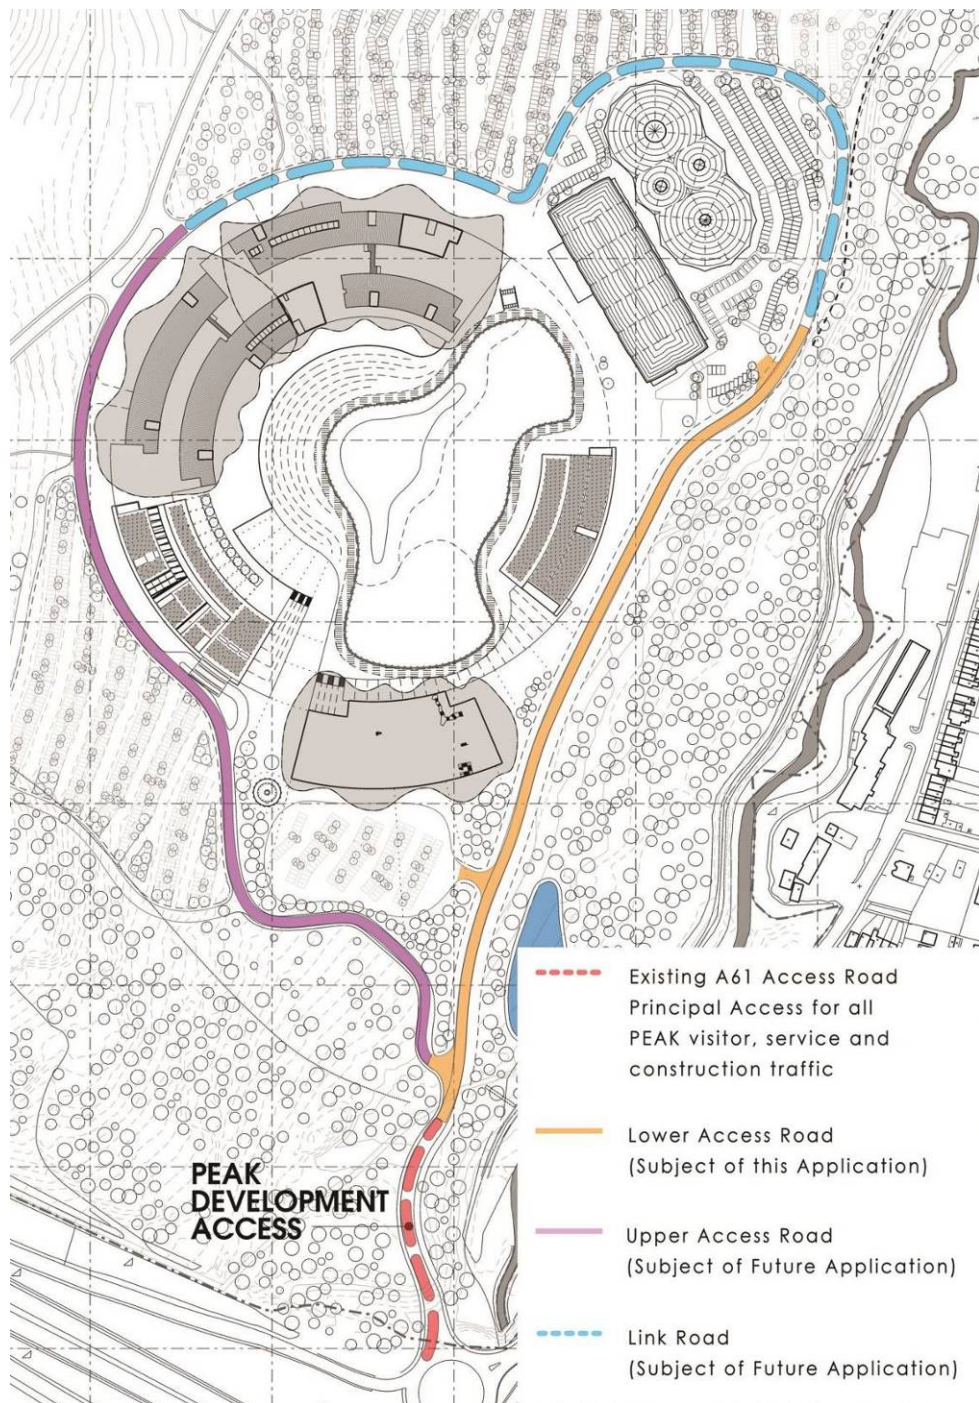 PEAK
DEVELOPMENT
ACCESS
Existing A61 Access Road
Principal Access for all
PEAK visitor, service and
construction traffic
Lower Access Road
(Subject of this Application)
Upper Access Road
(Subject of Future Application)
Link Road
(Subject of Future Application)